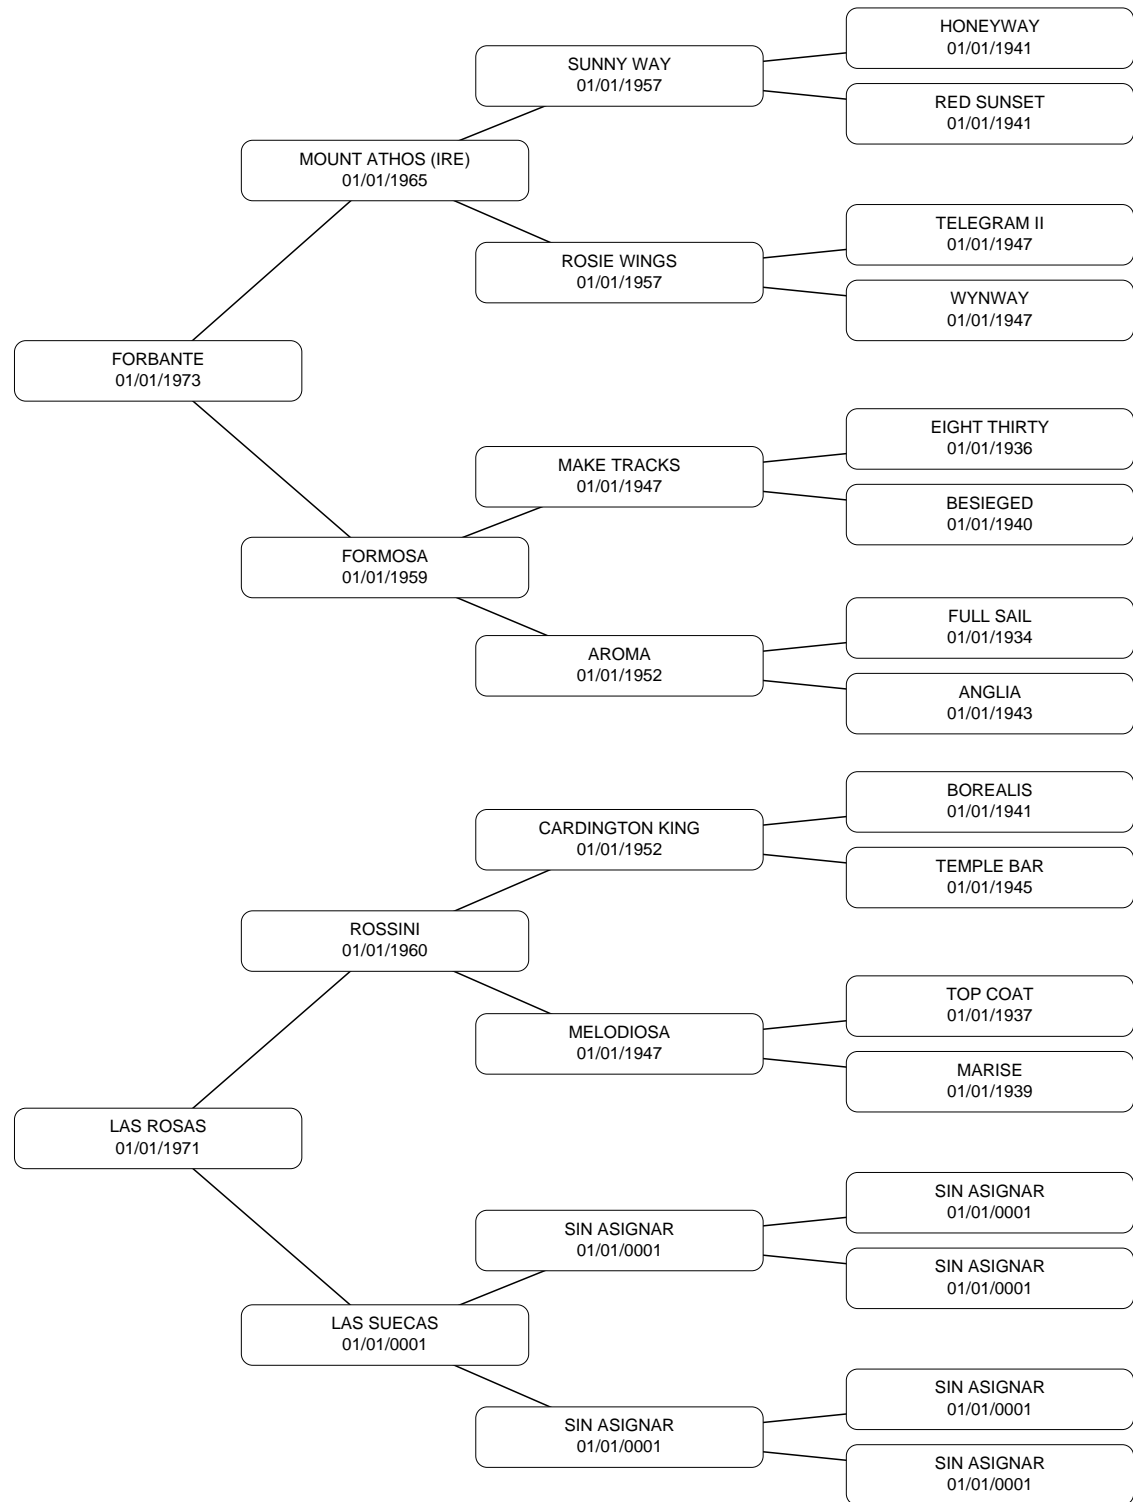 HONEYWAY
01/01/1941
SUNNY WAY
01/01/1957
RED SUNSET
01/01/1941
MOUNT ATHOS (IRE)
01/01/1965
TELEGRAM II
01/01/1947
ROSIE WINGS
01/01/1957
WYNWAY
01/01/1947
FORBANTE
01/01/1973
EIGHT THIRTY
01/01/1936
MAKE TRACKS
01/01/1947
BESIEGED
01/01/1940
FORMOSA
01/01/1959
FULL SAIL
01/01/1934
AROMA
01/01/1952
ANGLIA
01/01/1943
BOREALIS
01/01/1941
CARDINGTON KING
01/01/1952
TEMPLE BAR
01/01/1945
ROSSINI
01/01/1960
TOP COAT
01/01/1937
MELODIOSA
01/01/1947
MARISE
01/01/1939
LAS ROSAS
01/01/1971
SIN ASIGNAR
01/01/0001
SIN ASIGNAR
01/01/0001
SIN ASIGNAR
01/01/0001
LAS SUECAS
01/01/0001
SIN ASIGNAR
01/01/0001
SIN ASIGNAR
01/01/0001
SIN ASIGNAR
01/01/0001